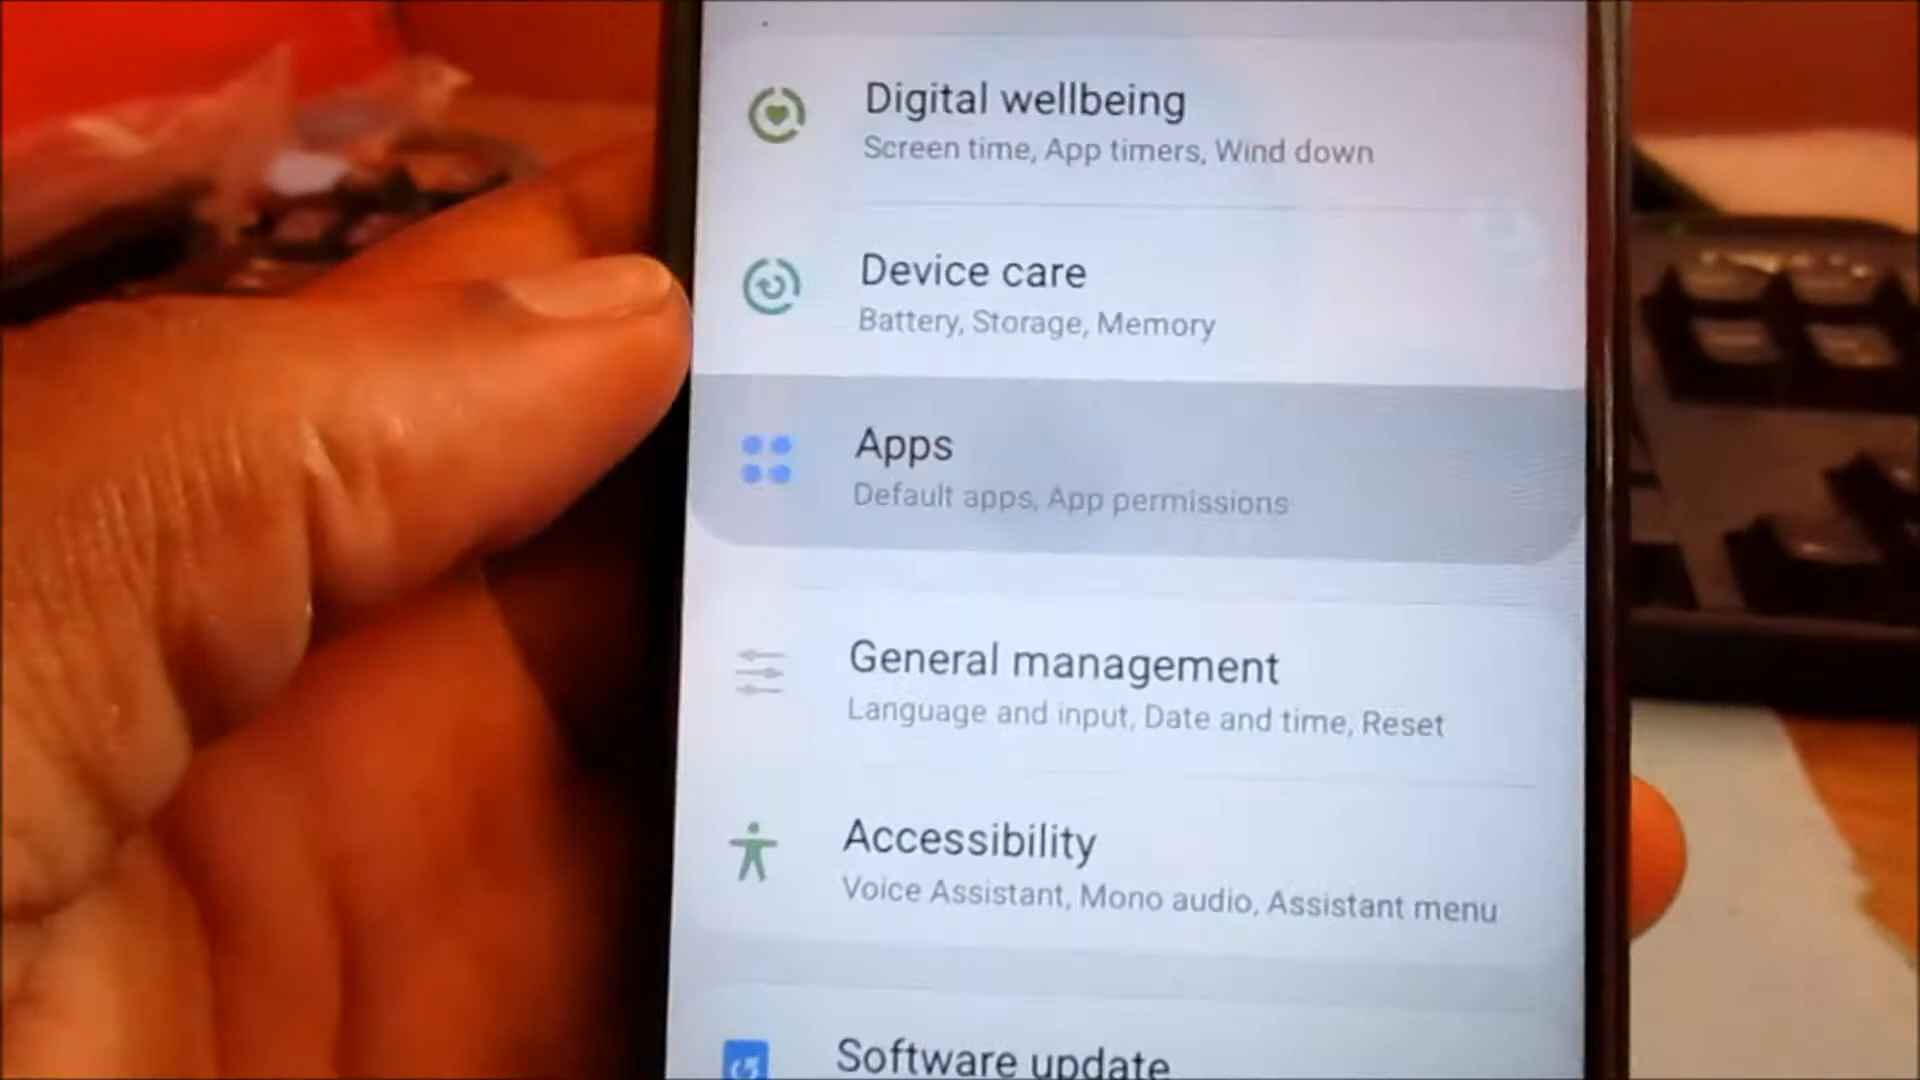 Digital wellbeing
Screen time, App timers, Wind down
Device care
Battery, Storage, Memory
Apps
Default apps, App permissions
General management
Language and input, Date and time, Reset
Accessibility
Voice Assistant, Mono audio, Assistant menu
Software update